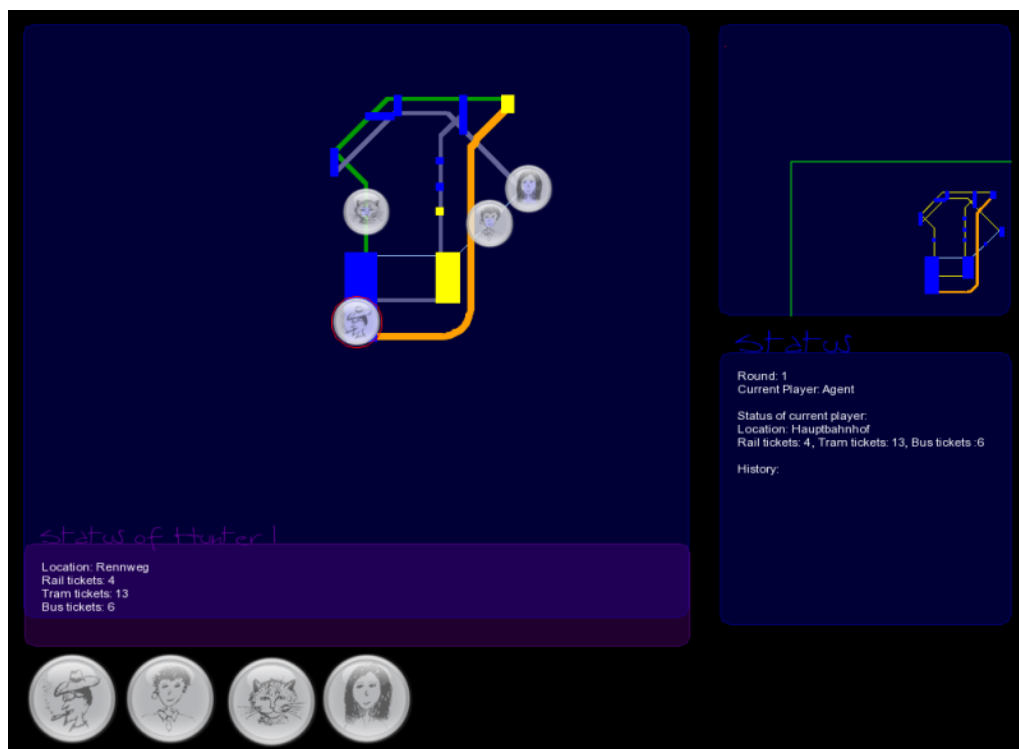 Status
Round: 1
Current Player: Agent
Status of current player:
Location: Hauptbahnhof
Rail tickets: 4, Tram tickets: 13, Bus tickets :6
History:
Status of Hunter 1
Location: Rennweg
Rail tickets: 4
Tram tickets: 13
Bus tickets: 6